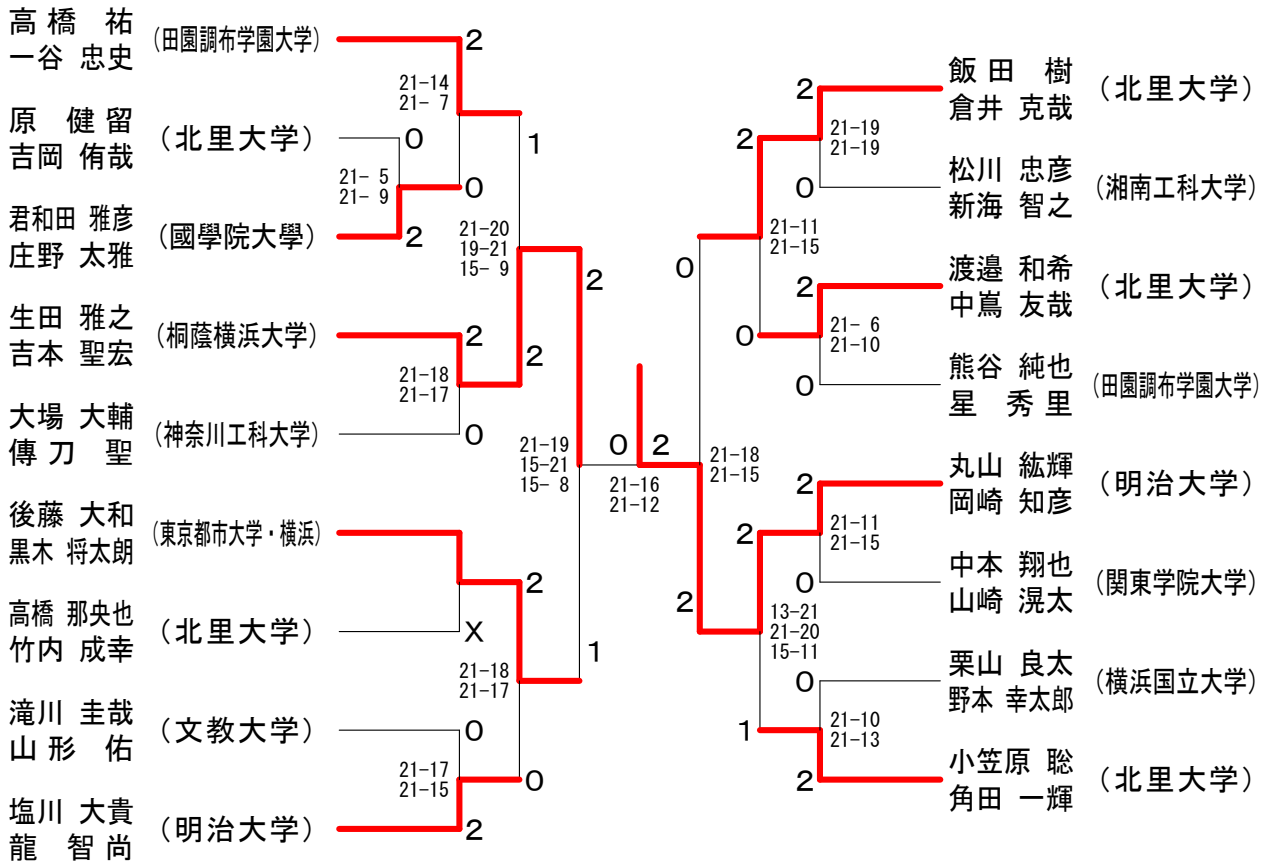 高橋 祐
一谷 忠史
(田園調布学園大学)
2
21-14
21- 7
原 健留
吉岡 侑哉
(北里大学)
0
1
21- 5
21- 9
0
君和田 雅彦
庄野 太雅
(國學院大學)
2
21-20
19-21
15- 9
2
生田 雅之
吉本 聖宏
(桐蔭横浜大学)
2
2
21-18
21-17
大場 大輔
傳刀 聖
(神奈川工科大学)
0
21-19
15-21
15- 8
後藤 大和
黒木 将太朗
(東京都市大学・横浜)
2
高橋 那央也
竹内 成幸
(北里大学)
X
1
21-18
21-17
滝川 圭哉
山形 佑
(文教大学)
0
21-17
21-15
0
塩川 大貴
龍 智尚
(明治大学)
2
0
2
21-16
21-12
飯田 樹
倉井 克哉
(北里大学)
2
2
21-19
21-19
松川 忠彦
新海 智之
(湘南工科大学)
0
21-11
21-15
0
渡邉 和希
中嶌 友哉
(北里大学)
2
0
21- 6
21-10
熊谷 純也
星 秀里
(田園調布学園大学)
0
21-18
21-15
丸山 紘輝
岡崎 知彦
(明治大学)
2
2
21-11
21-15
中本 翔也
山崎 滉太
(関東学院大学)
0
2
13-21
21-20
15-11
栗山 良太
野本 幸太郎
(横浜国立大学)
0
1
21-10
21-13
小笠原 聡
角田 一輝
(北里大学)
2